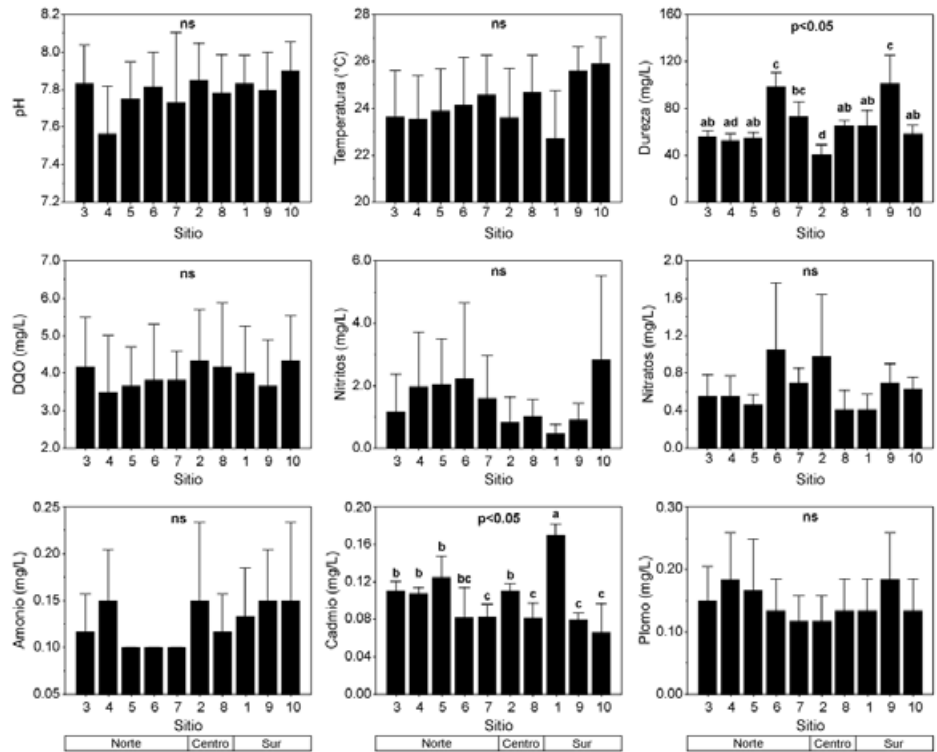 ns
pH
8.2
8.0
7.8
7.6
7.4
7.2
3 4 5 6 7 2 8 1 9 10
Sitio
ns
Temperatura (°C)
28
26
24
22
20
3 4 5 6 7 2 8 1 9 10
Sitio
p<0.05
Dureza (mg/L)
160
120
80
40
0
ab ad ab c bc d ab ab c ab
3 4 5 6 7 2 8 1 9 10
Sitio
ns
DQO (mg/L)
7.0
6.0
5.0
4.0
3.0
2.0
3 4 5 6 7 2 8 1 9 10
Sitio
ns
Nitritos (mg/L)
6.0
4.0
2.0
0.0
3 4 5 6 7 2 8 1 9 10
Sitio
ns
Nitratos (mg/L)
2.0
1.6
1.2
0.8
0.4
0.0
3 4 5 6 7 2 8 1 9 10
Sitio
ns
Amonio (mg/L)
0.25
0.20
0.15
0.10
0.05
3 4 5 6 7 2 8 1 9 10
Sitio
Norte Centro Sur
p<0.05
Cadmio (mg/L)
0.20
0.16
0.12
0.08
0.04
0.00
b b b bc c b c a c c
3 4 5 6 7 2 8 1 9 10
Sitio
Norte Centro Sur
ns
Plomo (mg/L)
0.30
0.20
0.10
0.00
3 4 5 6 7 2 8 1 9 10
Sitio
Norte Centro Sur